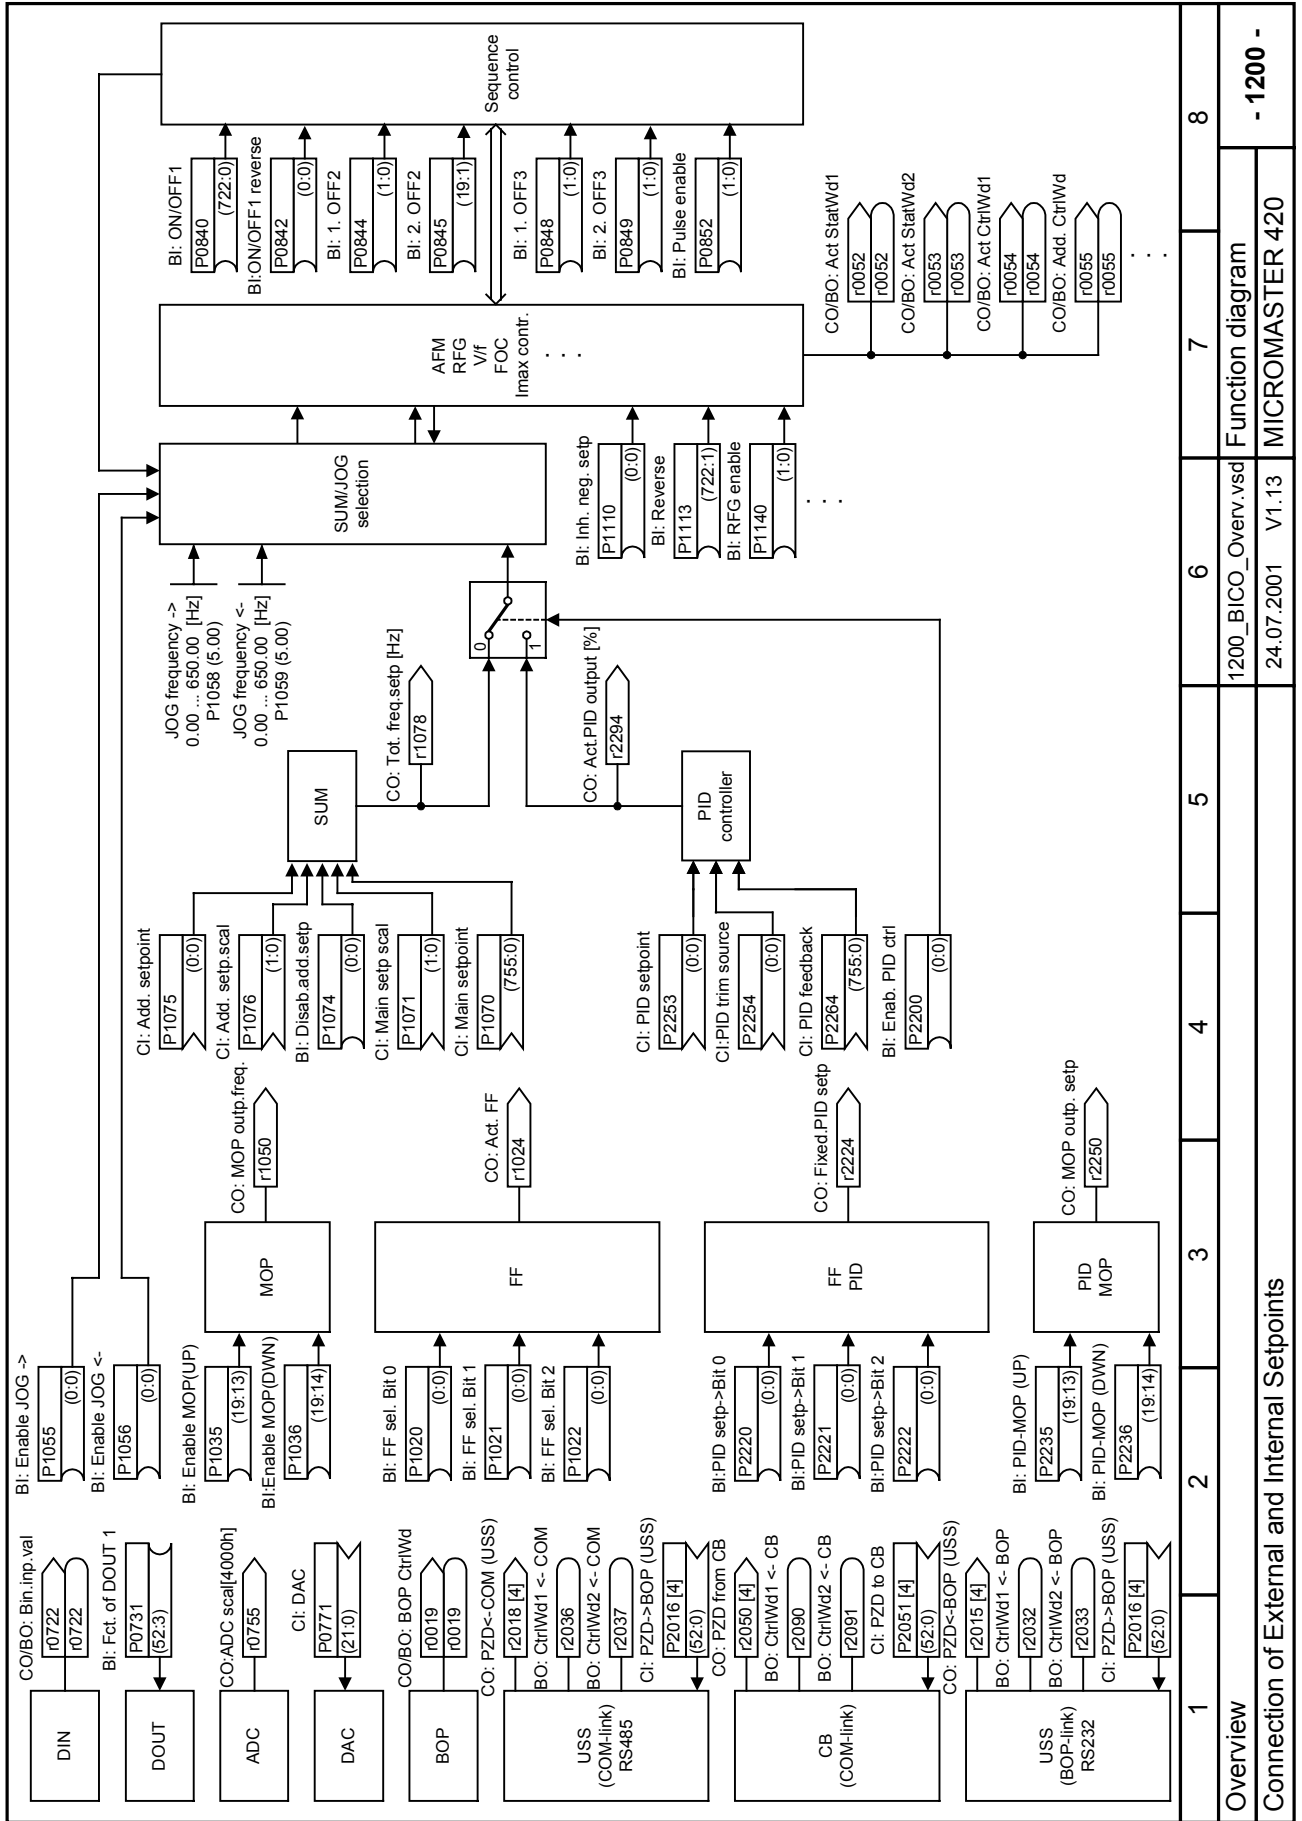 DIN
CO/BO: Bin.inp.val
r0722
r0722
DOUT
BI: Fct. of DOUT 1
P0731
(52:3)
ADC
CO:ADC scal[4000h]
r0755
DAC
CI: DAC
P0771
(21:0)
BOP
CO/BO: BOP CtrlWd
r0019
r0019
USS
(COM-link)
RS485
CO: PZD<-COM (USS)
r2018 [4]
BO: CtrlWd1 <- COM
r2036
BO: CtrlWd2 <- COM
r2037
CI: PZD->BOP (USS)
P2016 [4]
(52:0)
CB
(COM-link)
CO: PZD from CB
r2050 [4]
BO: CtrlWd1 <- CB
r2090
BO: CtrlWd2 <- CB
r2091
CI: PZD to CB
P2051 [4]
(52:0)
USS
(BOP-link)
RS232
CO: PZD<-BOP (USS)
r2015 [4]
BO: CtrlWd1 <- BOP
r2032
BO: CtrlWd2 <- BOP
r2033
CI: PZD->BOP (USS)
P2016 [4]
(52:0)
BI: Enable JOG ->
P1055
(0:0)
BI: Enable JOG <-
P1056
(0:0)
BI: Enable MOP(UP)
P1035
(19:13)
BI:Enable MOP(DWN)
P1036
(19:14)
MOP
CO: MOP outp.freq.
r1050
BI: FF sel. Bit 0
P1020
(0:0)
BI: FF sel. Bit 1
P1021
(0:0)
BI: FF sel. Bit 2
P1022
(0:0)
FF
CO: Act. FF
r1024
BI:PID setp->Bit 0
P2220
(0:0)
BI:PID setp->Bit 1
P2221
(0:0)
BI:PID setp->Bit 2
P2222
(0:0)
FF
PID
CO: Fixed.PID setp
r2224
BI: PID-MOP (UP)
P2235
(19:13)
BI: PID-MOP (DWN)
P2236
(19:14)
PID
MOP
CO: MOP outp. setp
r2250
CI: Add. setpoint
P1075
(0:0)
CI: Add. setp.scal
P1076
(1:0)
BI: Disab.add.setp
P1074
(0:0)
CI: Main setp scal
P1071
(1:0)
CI: Main setpoint
P1070
(755:0)
SUM
CO: Tot. freq.setp [Hz]
r1078
CI: PID setpoint
P2253
(0:0)
CI:PID trim source
P2254
(0:0)
CI: PID feedback
P2264
(755:0)
BI: Enab. PID ctrl
P2200
(0:0)
PID
controller
CO: Act.PID output [%]
r2294
JOG frequency ->
0.00 ... 650.00 [Hz]
P1058 (5.00)
JOG frequency <-
0.00 ... 650.00 [Hz]
P1059 (5.00)
0
1
SUM/JOG
selection
BI: Inh. neg. setp
P1110
(0:0)
BI: Reverse
P1113
(722:1)
BI: RFG enable
P1140
(1:0)
. . .
AFM
RFG
V/f
FOC
Imax contr.
. . .
BI: ON/OFF1
P0840
(722:0)
BI:ON/OFF1 reverse
P0842
(0:0)
BI: 1. OFF2
P0844
(1:0)
BI: 2. OFF2
P0845
(19:1)
BI: 1. OFF3
P0848
(1:0)
BI: 2. OFF3
P0849
(1:0)
BI: Pulse enable
P0852
(1:0)
Sequence
control
CO/BO: Act StatWd1
r0052
r0052
CO/BO: Act StatWd2
r0053
r0053
CO/BO: Act CtrlWd1
r0054
r0054
CO/BO: Add. CtrlWd
r0055
r0055
. . .
1 2 3 4 5 6 7 8
Overview 1200_BICO_Overv.vsd Function diagram
Connection of External and Internal Setpoints 24.07.2001 V1.13 MICROMASTER 420
- 1200 -